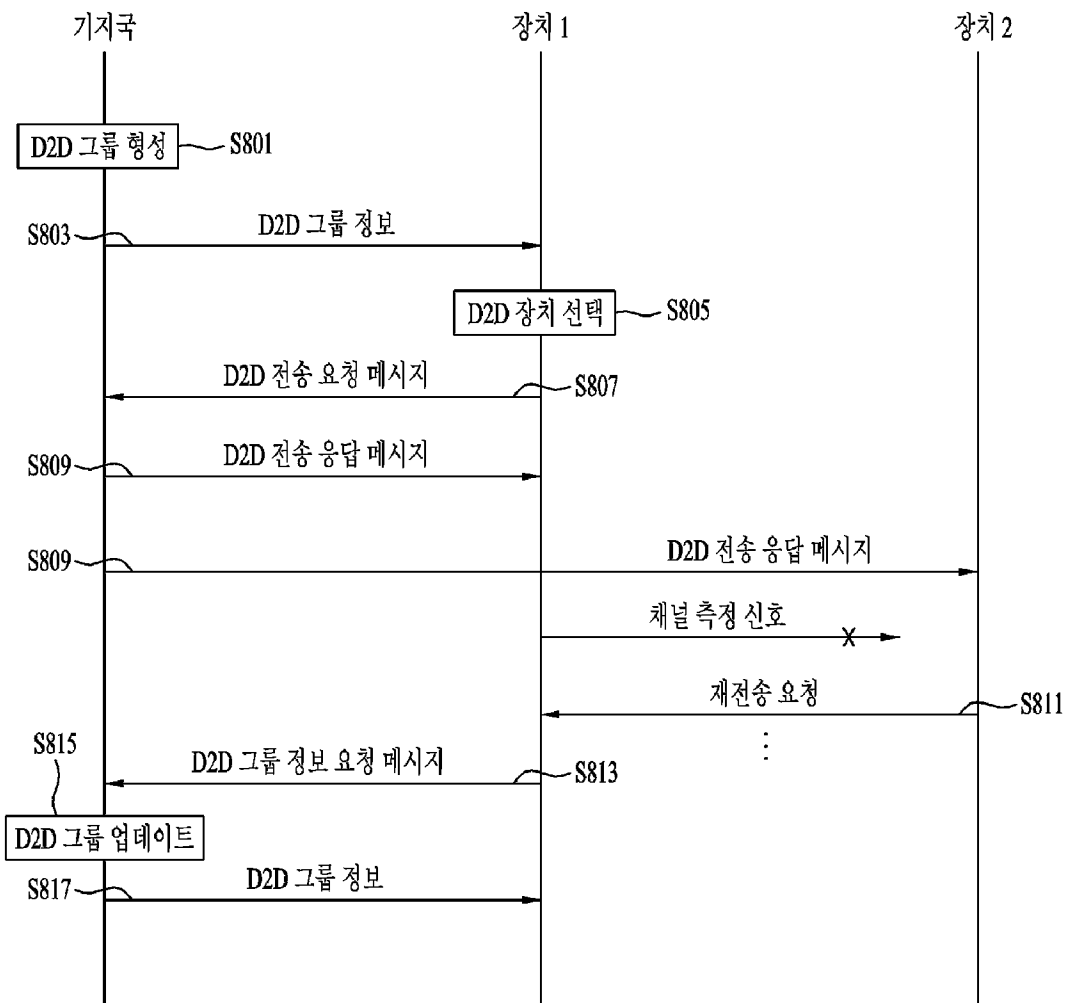 기지국
장치 1
장치 2
D2D 그룹 형성
S801
D2D 그룹 정보
S803
D2D 장치 선택
S805
D2D 전송 요청 메시지
S807
D2D 전송 응답 메시지
S809
D2D 전송 응답 메시지
S809
채널 측정 신호
X
재전송 요청
S811
⋮
S815
D2D 그룹 정보 요청 메시지
S813
D2D 그룹 업데이트
D2D 그룹 정보
S817